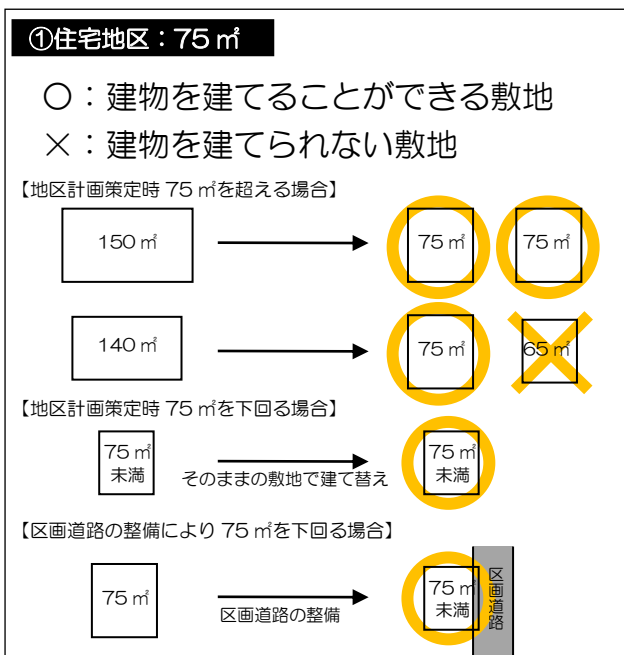 ①住宅地区：75㎡
〇：建物を建てることができる敷地
×：建物を建てられない敷地
【地区計画策定時 75㎡を超える場合】
150㎡
75㎡
75㎡
140㎡
75㎡
65㎡
【地区計画策定時 75㎡を下回る場合】
75㎡
未満
そのままの敷地で建て替え
75㎡
未満
【区画道路の整備により 75㎡を下回る場合】
75㎡
区画道路の整備
75㎡
未満
区画道路